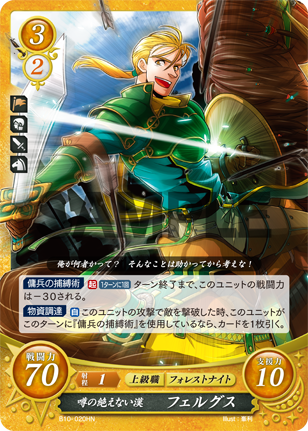 3
2
俺が何者かって? そんなことは助かってから考えな!
傭兵の捕縛術 起 1ターンに1回 ターン終了まで、このユニットの戦闘力
は-30される。
物資調達 自 このユニットの攻撃で敵を撃破した時、このユニットが
このターンに『傭兵の捕縛術』を使用しているなら、カードを1枚引く。
戦闘力
70
射程 1 上級職 フォレストナイト
支援力
10
噂の絶えない漢 フェルグス